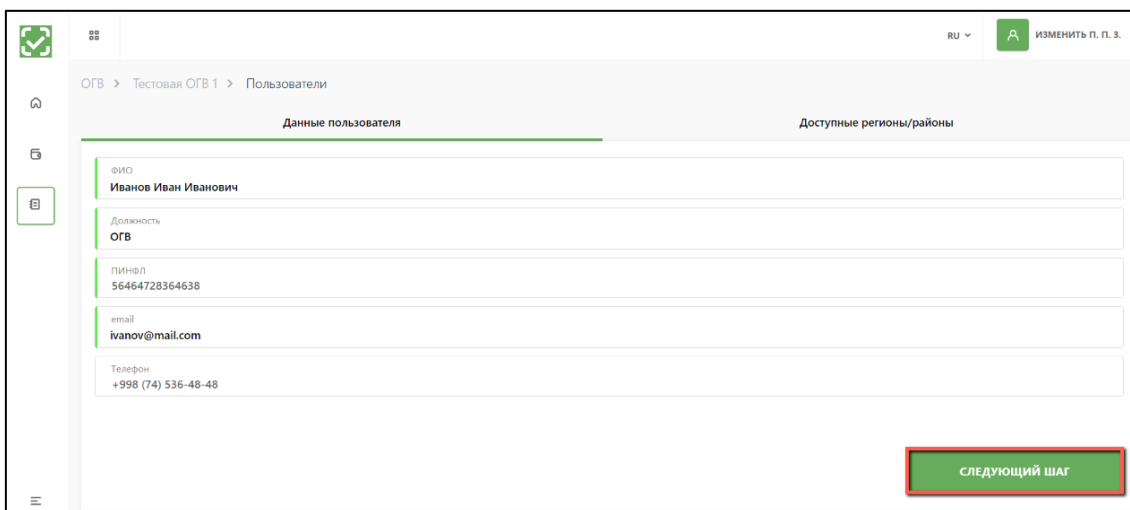 RU
ИЗМЕНИТЬ П. П. З.
ОГВ > Тестовая ОГВ 1 > Пользователи
Данные пользователя
Доступные регионы/районы
ФИО
Иванов Иван Иванович
Должность
ОГВ
ПИНФЛ
56464728364638
email
ivanov@mail.com
Телефон
+998 (74) 536-48-48
СЛЕДУЮЩИЙ ШАГ